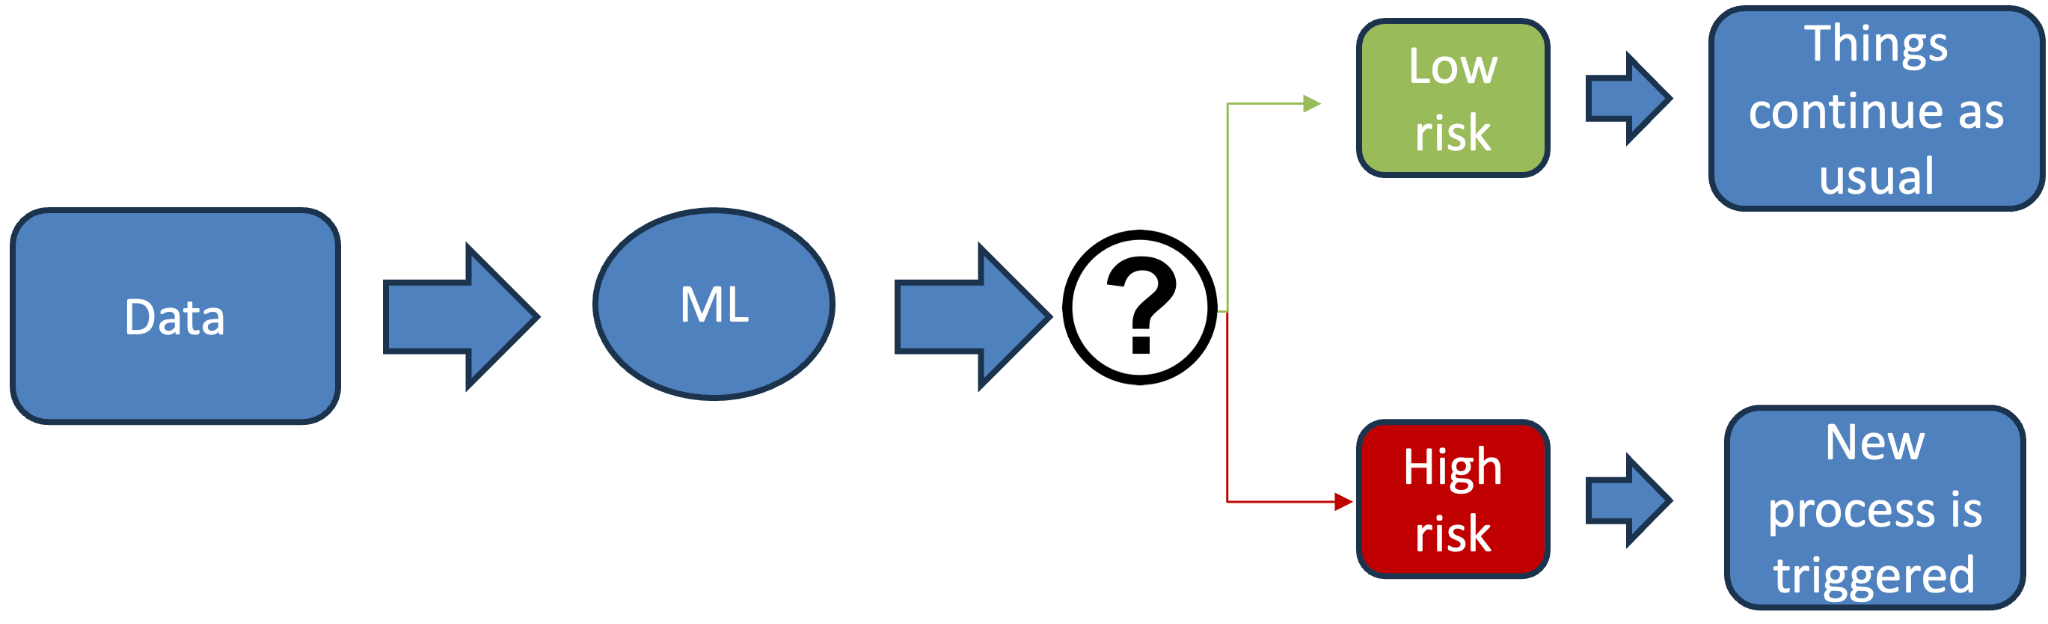 Data
ML
?
Low
risk
Things
continue as
usual
High
risk
New
process is
triggered